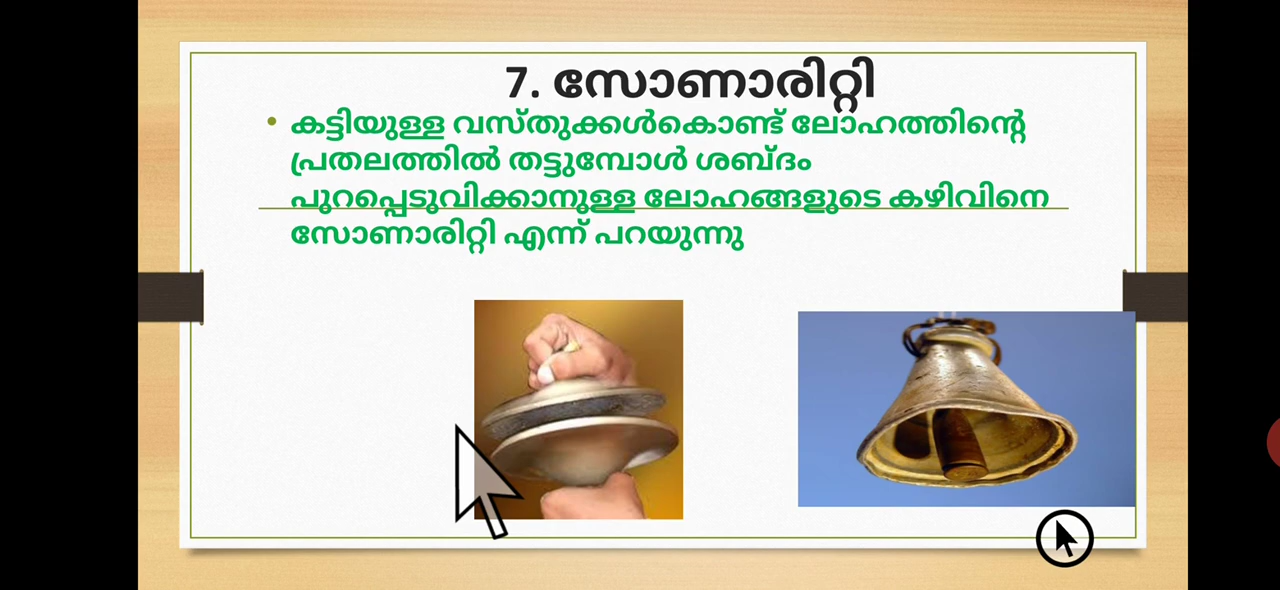 7. സോണാരിറ്റി
• കട്ടിയുള്ള വസ്തുക്കൾകൊണ്ട് ലോഹത്തിന്റെ
പ്രതലത്തിൽ തട്ടുമ്പോൾ ശബ്ദം
പുറപ്പെടുവിക്കാനുള്ള ലോഹങ്ങളുടെ കഴിവിനെ
സോണാരിറ്റി എന്ന് പറയുന്നു